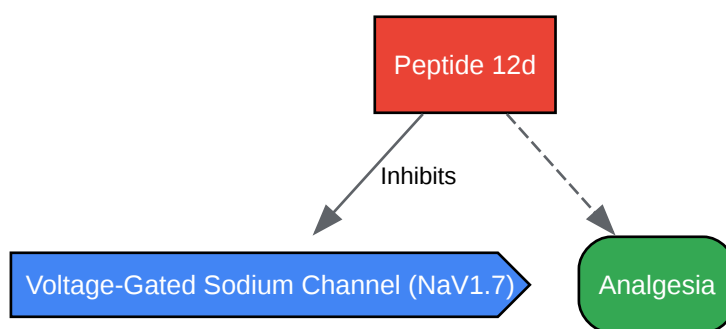 Peptide 12d
Inhibits
Voltage-Gated Sodium Channel (NaV1.7)
Analgesia